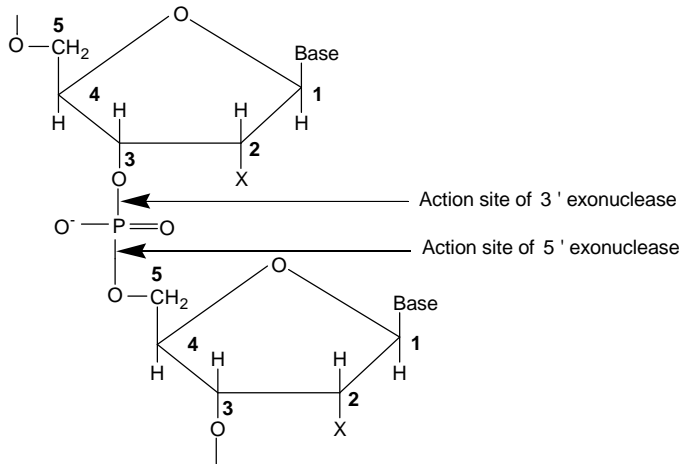 O
5
O CH2
Base
4
1
H
H
H
H
3
2
O
X
Action site of 3 ' exonuclease
O- P O
Action site of 5 ' exonuclease
5
O
O CH2
Base
4
1
H
H
H
H
3
2
O
X